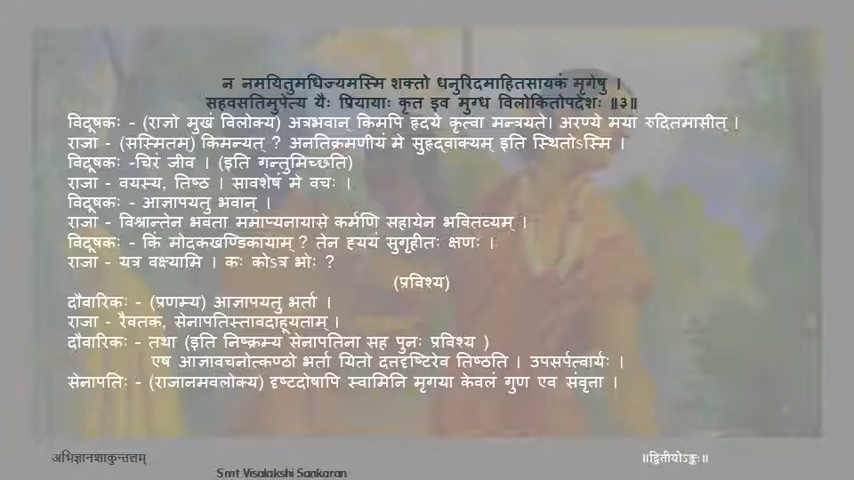 न नमयितुमधिज्यमस्मि शक्तो धनुरिदमाहितसायकं मृगेषु ।
सहवसतिमुपेत्य यैः प्रियायाः कृत इव मुग्ध विलोकितोपदेशः ॥३॥
विदूषकः - (राज्ञो मुखं विलोक्य) अत्रभवान् किमपि हृदये कृत्वा मन्त्रयते। अरण्ये मया रुदितमासीत् ।
राजा - (सस्मितम्) किमन्यत् ? अनतिक्रमणीयं मे सुहृद्वाक्यम् इति स्थितोऽस्मि ।
विदूषकः -चिरं जीव । (इति गन्तुमिच्छति)
राजा - वयस्य, तिष्ठ । सावशेषं मे वचः ।
विदूषकः - आज्ञापयतु भवान् ।
राजा - विश्रान्तेन भवता ममाप्यनायासे कर्मणि सहायेन भवितव्यम् ।
विदूषकः - किं मोदकखण्डिकायाम् ? तेन ह्ययं सुगृहीतः क्षणः ।
राजा - यत्र वक्ष्यामि । कः कोऽत्र भोः ?
(प्रविश्य)
दौवारिकः - (प्रणम्य) आज्ञापयतु भर्ता ।
राजा - रैवतक, सेनापतिस्तावदाहूयताम् ।
दौवारिकः - तथा (इति निष्क्रम्य सेनापतिना सह पुनः प्रविश्य )
एष आज्ञावचनोत्कण्ठो भर्ता यितो दत्तदृष्टिरेव तिष्ठति । उपसर्पत्वार्यः ।
सेनापतिः - (राजानमवलोक्य) दृष्टदोषापि स्वामिनि मृगया केवलं गुण एव संवृत्ता ।
अभिज्ञानशाकुन्तलम्
॥द्वितीयोऽङ्कः॥
Smt.Visalakshi Sankaran